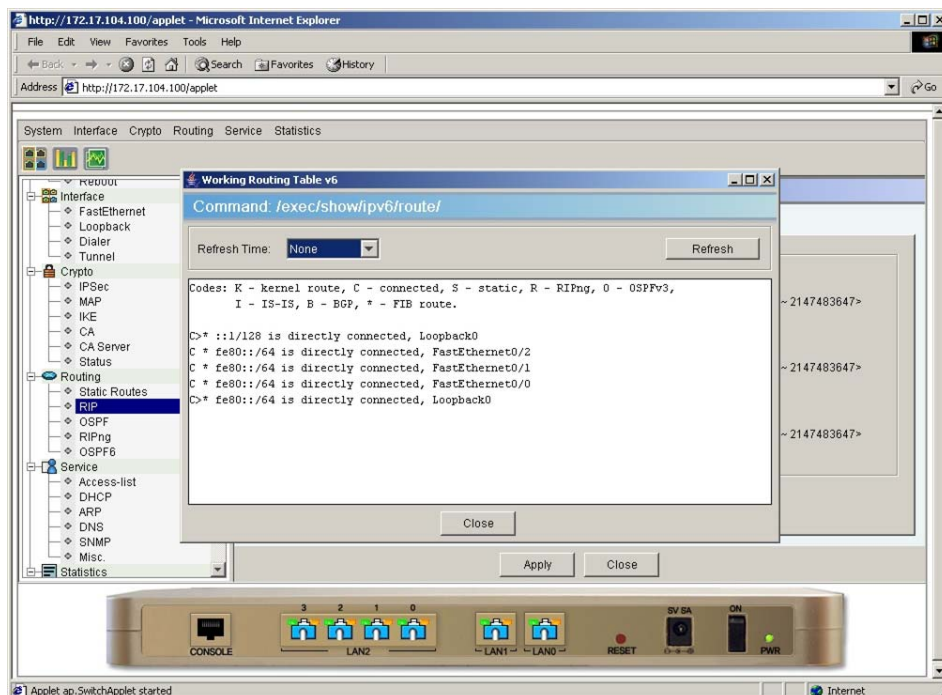 http://172.17.104.100/applet - Microsoft Internet Explorer
File Edit View Favorites Tools Help
Back Search Favorites History
Address http://172.17.104.100/applet Go
System Interface Crypto Routing Service Statistics
Reboot
Interface
FastEthernet
Loopback
Dialer
Tunnel
Crypto
IPSec
MAP
IKE
CA
CA Server
Status
Routing
Static Routes
RIP
OSPF
RIPng
OSPF6
Service
Access-list
DHCP
ARP
DNS
SNMP
Misc.
Statistics
Working Routing Table v6
Command: /exec/show/ipv6/route/
Refresh Time: None Refresh
Codes: K - kernel route, C - connected, S - static, R - RIPng, O - OSPFv3,
I - IS-IS, B - BGP, * - FIB route.
C>* ::1/128 is directly connected, Loopback0
C * fe80::/64 is directly connected, FastEthernet0/2
C * fe80::/64 is directly connected, FastEthernet0/1
C * fe80::/64 is directly connected, FastEthernet0/0
C>* fe80::/64 is directly connected, Loopback0
Close
~ 2147483647>
~ 2147483647>
~ 2147483647>
Apply Close
3 2 1 0
CONSOLE LAN2 LAN1 LAN0 RESET 5V 5A ON PWR
Applet ap.SwitchApplet started Internet